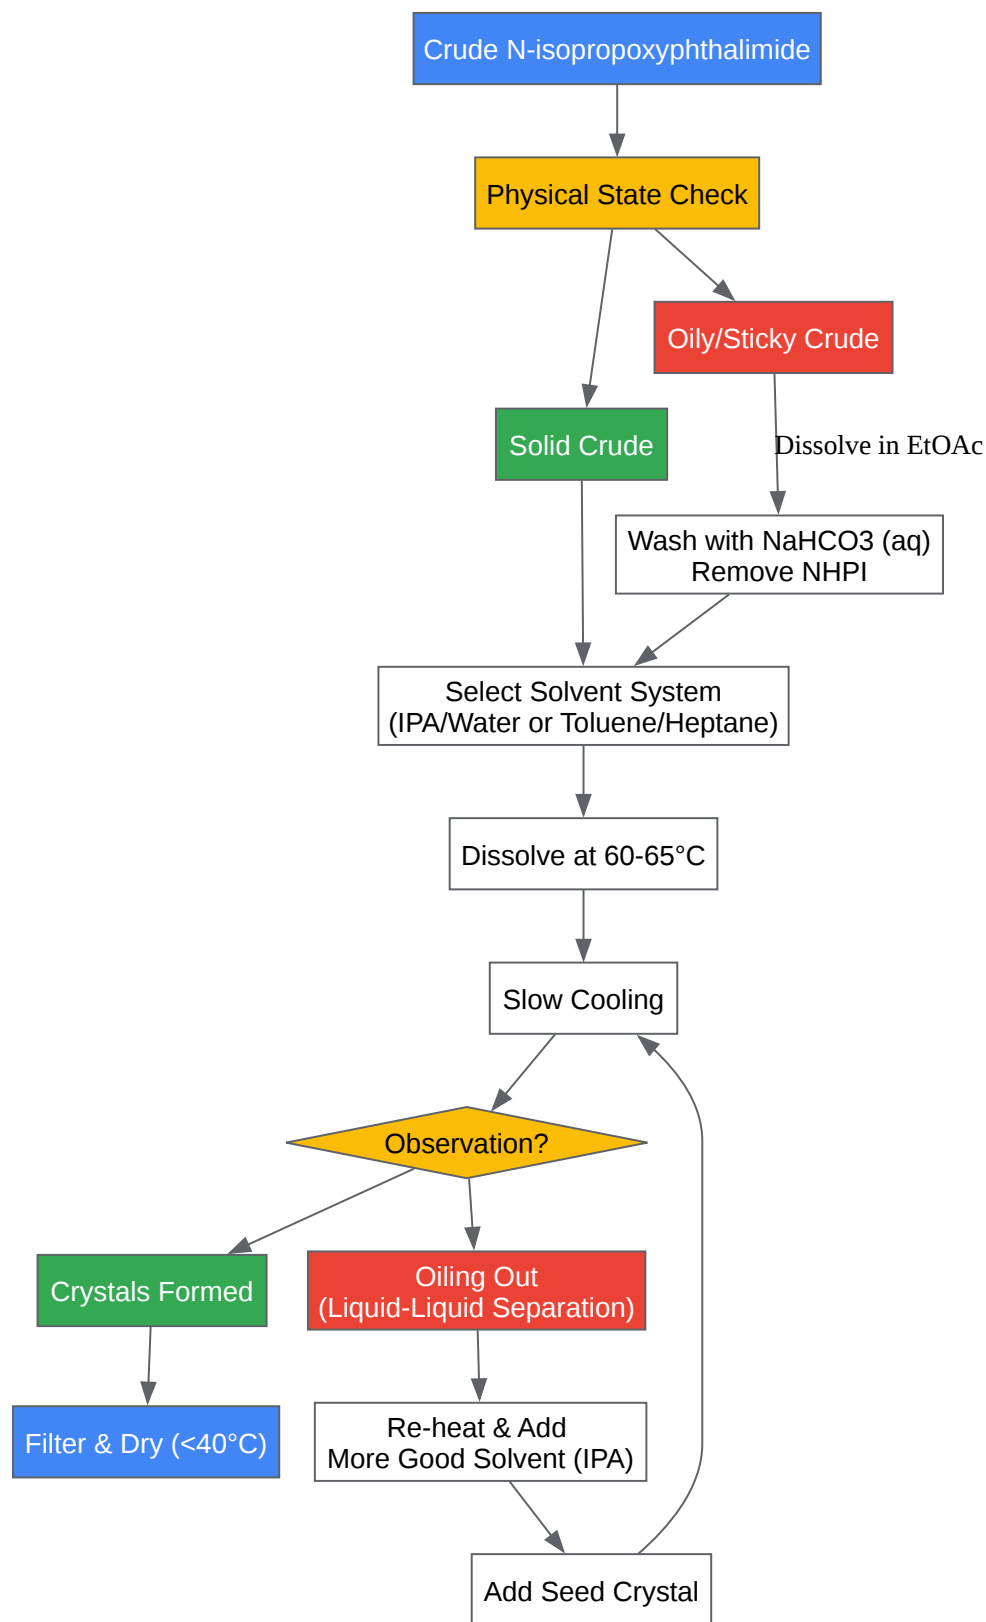 Crude N-isopropoxyphthalimide
Physical State Check
Oily/Sticky Crude
Solid Crude
Dissolve in EtOAc
Wash with NaHCO3 (aq)
Remove NHPI
Select Solvent System
(IPA/Water or Toluene/Heptane)
Dissolve at 60-65°C
Slow Cooling
Observation?
Crystals Formed
Oiling Out
(Liquid-Liquid Separation)
Filter & Dry (<40°C)
Re-heat & Add
More Good Solvent (IPA)
Add Seed Crystal